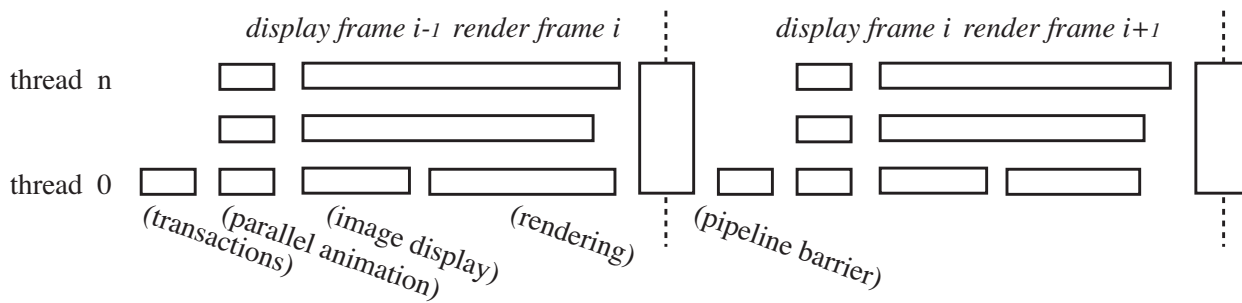 display frame i-1 render frame i
display frame i render frame i+1
thread n
thread 0
(transactions)
(parallel animation)
(image display)
(rendering)
(pipeline barrier)